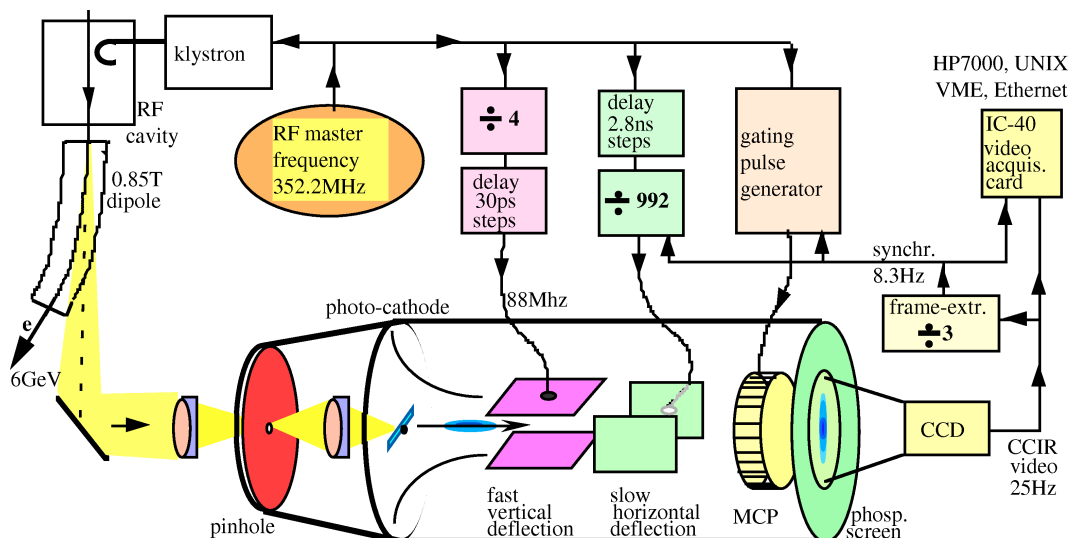 klystron
RF
cavity
RF master
frequency
352.2MHz
÷ 4
delay
30ps
steps
delay
2.8ns
steps
÷ 992
gating
pulse
generator
HP7000, UNIX
VME, Ethernet
IC-40
video
acquis.
card
0.85T
dipole
synchr.
8.3Hz
frame-extr.
÷3
88Mhz
photo-cathode
e
6GeV
CCD
CCIR
video
25Hz
pinhole
fast
vertical
deflection
slow
horizontal
deflection
MCP
phosp.
screen